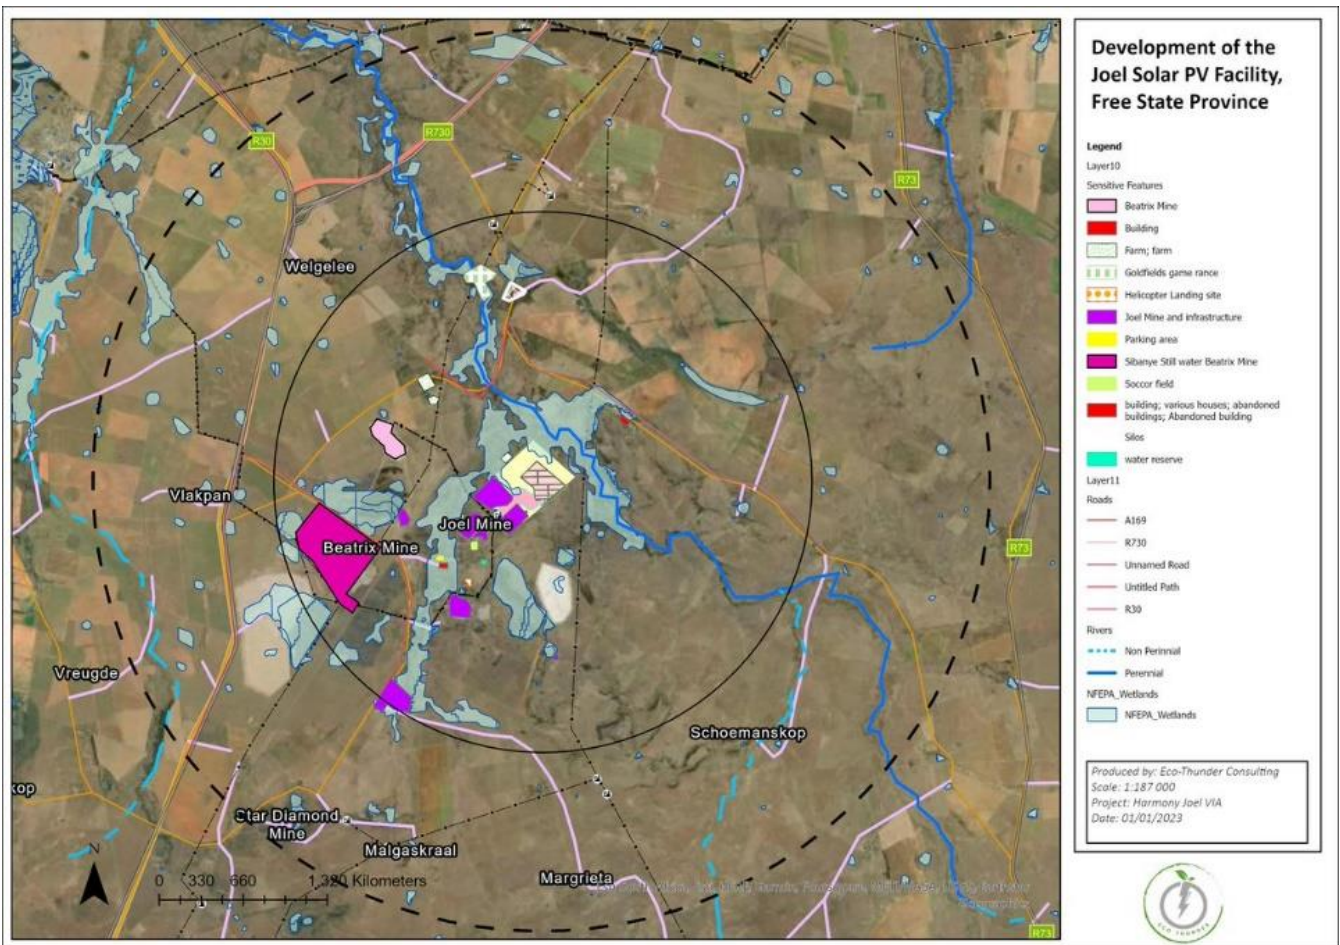 R30
R730
R73
Welgelee
Vlakpan
Joel Mine
Beatrix Mine
R73
Vreugde
Schoemanskop
kop
Star Diamond
Mine
Malgaskraal
Margrieta
N
0 330 660 1,320 Kilometers
R73
Development of the
Joel Solar PV Facility,
Free State Province
Legend
Layer10
Sensitive Features
Beatrix Mine
Building
Farm; farm
Goldfields game rance
Helicopter Landing site
Joel Mine and infrastructure
Parking area
Sibanye Still water Beatrix Mine
Soccor field
building; various houses; abandoned
buildings; Abandoned building
Silos
water reserve
Layer11
Roads
A169
R730
Unnamed Road
Untitled Path
R30
Rivers
Non Perinnial
Perennial
NFEPA_Wetlands
NFEPA_Wetlands
Produced by: Eco-Thunder Consulting
Scale: 1:187 000
Project: Harmony Joel VIA
Date: 01/01/2023
ECO THUNDER